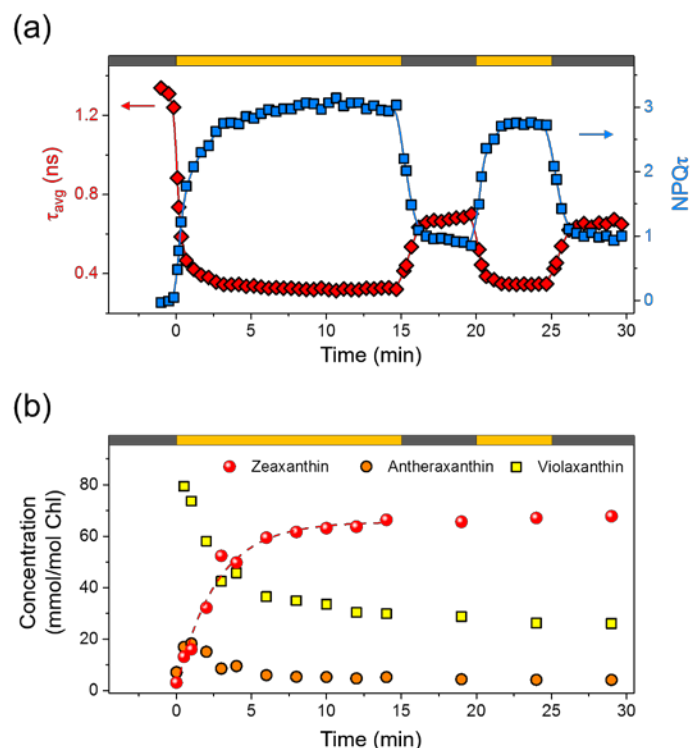 (a)
1.2
0.8
0.4
τavg (ns)
3
2
1
0
NPQτ
0 5 10 15 20 25 30
Time (min)
(b)
Zeaxanthin Antheraxanthin Violaxanthin
80
60
40
20
0
Concentration
(mmol/mol Chl)
0 5 10 15 20 25 30
Time (min)